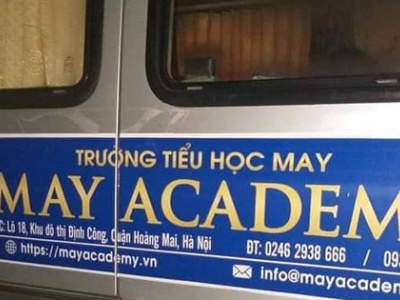 TRƯỜNG TIỂU HỌC MAY
MAY ACADEM
C: Lô 18, Khu đô thị Định Công, Quận Hoàng Mai, Hà Nội
ĐT: 0246 2938 666 / 09
https://mayacademy.vn
info@mayacade